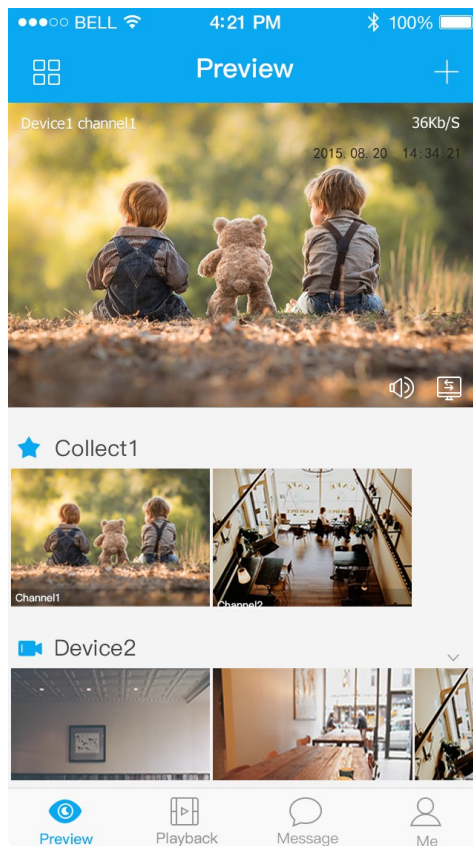 BELL 4:21 PM 100%
Preview
Device1 channel1 36Kb/S
2015. 08. 20 14:34:21
Collect1
Channel1 Channel2
Device2
Preview Playback Message Me